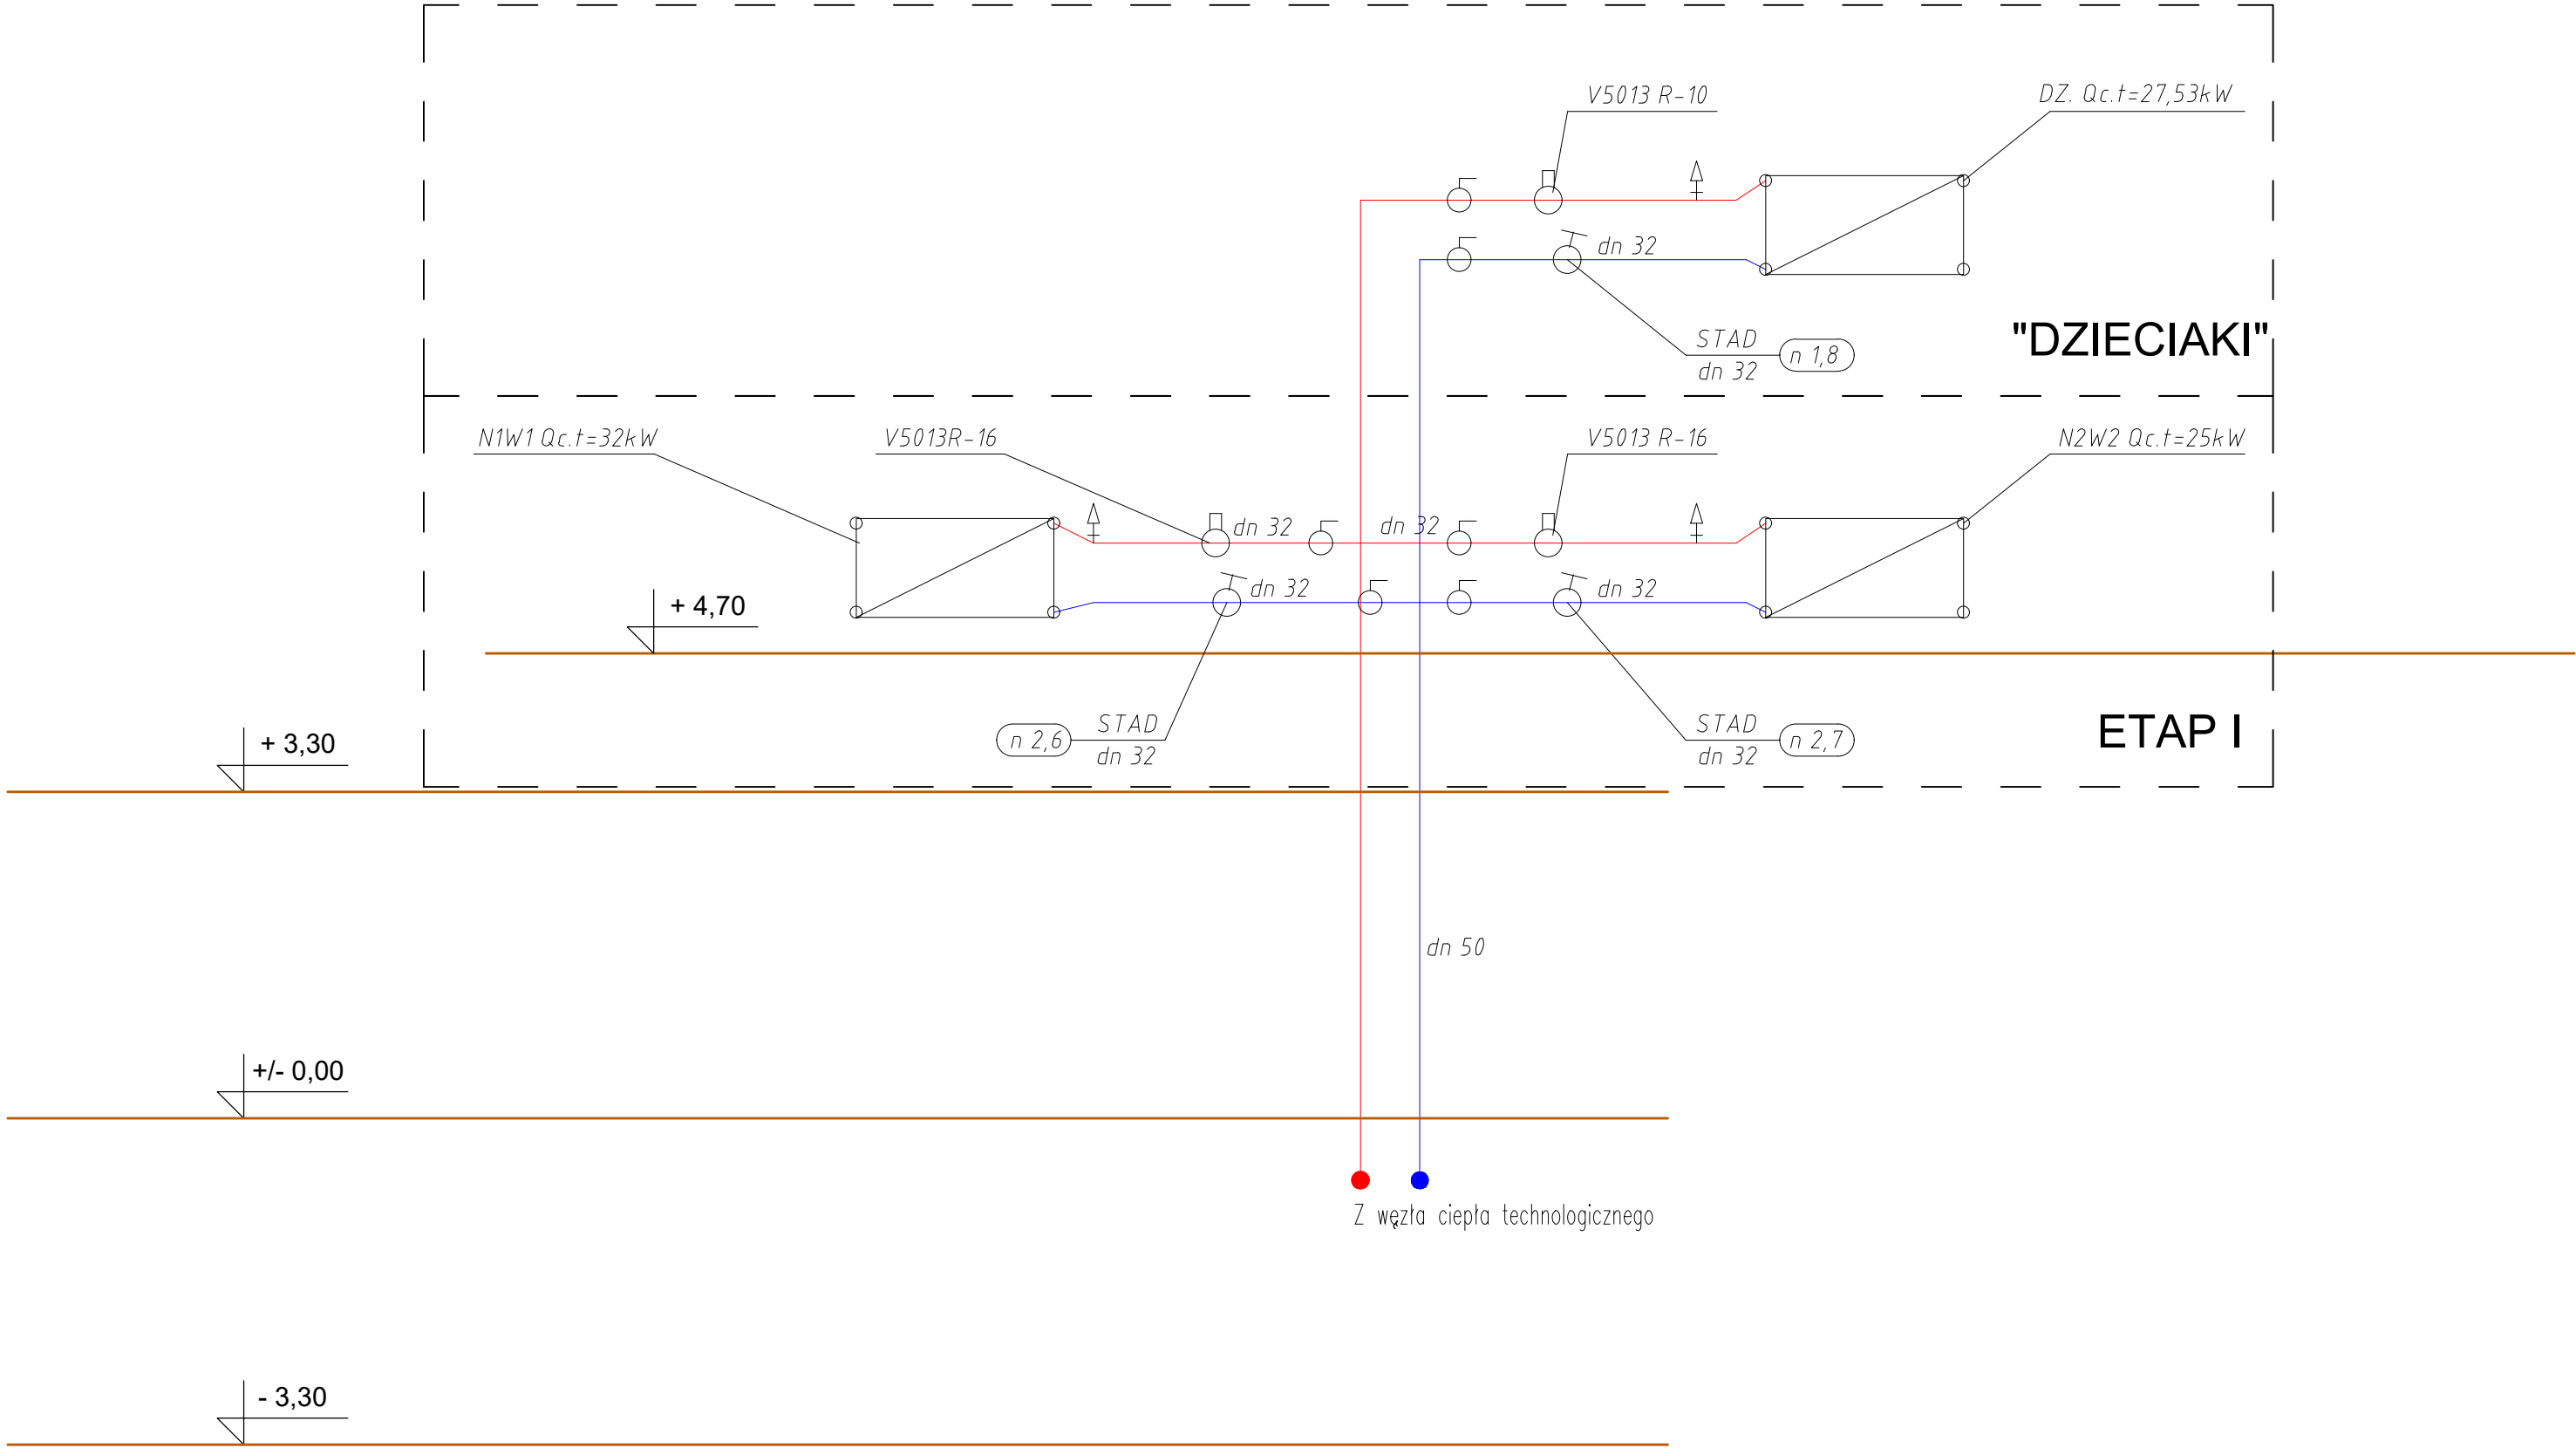 V5013 R-10
DZ. Qc.t=27,53kW
dn 32
"DZIECIAKI"
STAD
dn 32
n 1,8
N1W1 Qc.t=32kW
V5013R-16
V5013 R-16
N2W2 Qc.t=25kW
dn 32
dn 32
dn 32
dn 32
+ 4,70
n 2,6
STAD
dn 32
STAD
dn 32
n 2,7
ETAP I
+ 3,30
dn 50
+/- 0,00
Z węzła ciepła technologicznego
- 3,30